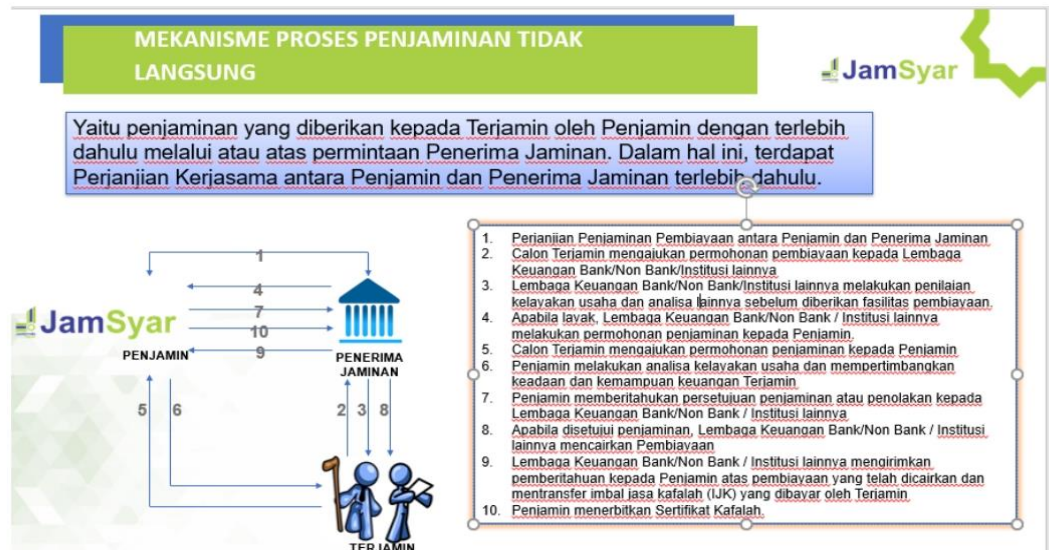 MEKANISME PROSES PENJAMINAN TIDAK
LANGSUNG
JamSyar
Yaitu penjaminan yang diberikan kepada Terjamin oleh Penjamin dengan terlebih
dahulu melalui atau atas permintaan Penerima Jaminan. Dalam hal ini, terdapat
Perjanjian Kerjasama antara Penjamin dan Penerima Jaminan terlebih dahulu.
1
4
7
10
9
JamSyar
PENJAMIN
PENERIMA
JAMINAN
5 6
2 3 8
TERJAMIN
1. Perjanjian Penjaminan Pembiayaan antara Penjamin dan Penerima Jaminan
2. Calon Terjamin mengajukan permohonan pembiayaan kepada Lembaga
Keuangan Bank/Non Bank/Institusi lainnya
3. Lembaga Keuangan Bank/Non Bank/Institusi lainnya melakukan penilaian
kelayakan usaha dan analisa lainnya sebelum diberikan fasilitas pembiayaan.
4. Apabila layak, Lembaga Keuangan Bank/Non Bank / Institusi lainnya
melakukan permohonan penjaminan kepada Penjamin.
5. Calon Terjamin mengajukan permohonan penjaminan kepada Penjamin
6. Penjamin melakukan analisa kelayakan usaha dan mempertimbangkan
keadaan dan kemampuan keuangan Terjamin
7. Penjamin memberitahukan persetujuan penjaminan atau penolakan kepada
Lembaga Keuangan Bank/Non Bank / Institusi lainnya
8. Apabila disetujui penjaminan, Lembaga Keuangan Bank/Non Bank / Institusi
lainnya mencairkan Pembiayaan
9. Lembaga Keuangan Bank/Non Bank / Institusi lainnya mengirimkan
pemberitahuan kepada Penjamin atas pembiayaan yang telah dicairkan dan
mentransfer imbal jasa kafalah (IJK) yang dibayar oleh Terjamin
10. Penjamin menerbitkan Sertifikat Kafalah.